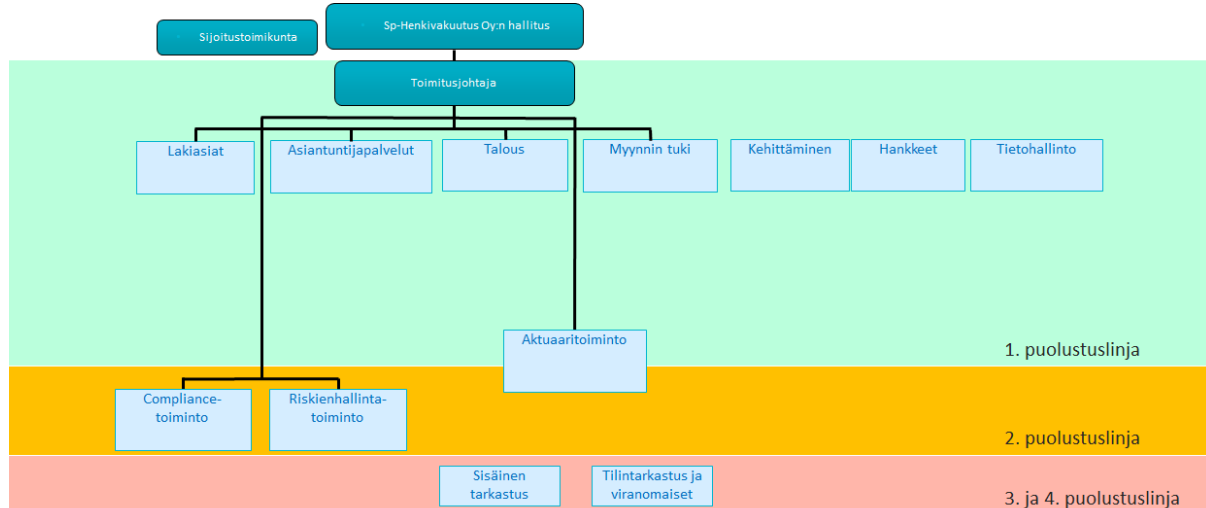 Sp-Henkivakuutus Oy:n hallitus
Sijoitustoimikunta
Toimitusjohtaja
Lakiasiat
Asiantuntijapalvelut
Talous
Myynnin tuki
Kehittäminen
Hankkeet
Tietohallinto
Aktuaaritoiminto
1. puolustuslinja
Compliance-
toiminto
Riskienhallinta-
toiminto
2. puolustuslinja
Sisäinen
tarkastus
Tilintarkastus ja
viranomaiset
3. ja 4. puolustuslinja